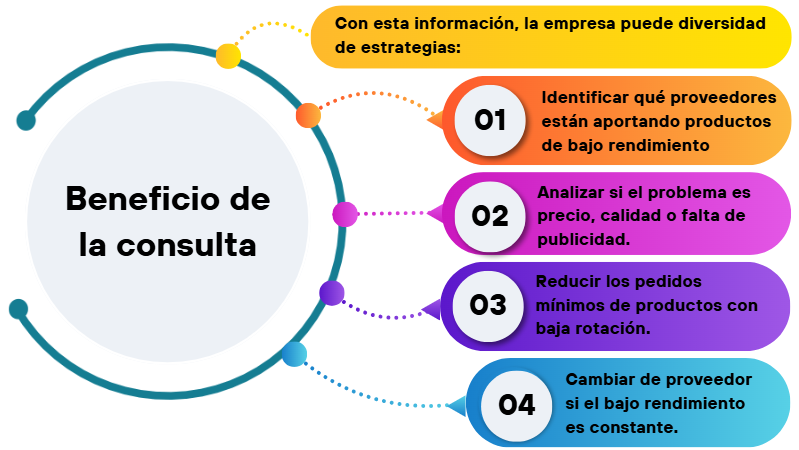 Beneficio de
la consulta
Con esta información, la empresa puede diversidad
de estrategias:
01
Identificar qué proveedores
están aportando productos
de bajo rendimiento
02
Analizar si el problema es
precio, calidad o falta de
publicidad.
03
Reducir los pedidos
mínimos de productos con
baja rotación.
04
Cambiar de proveedor
si el bajo rendimiento
es constante.